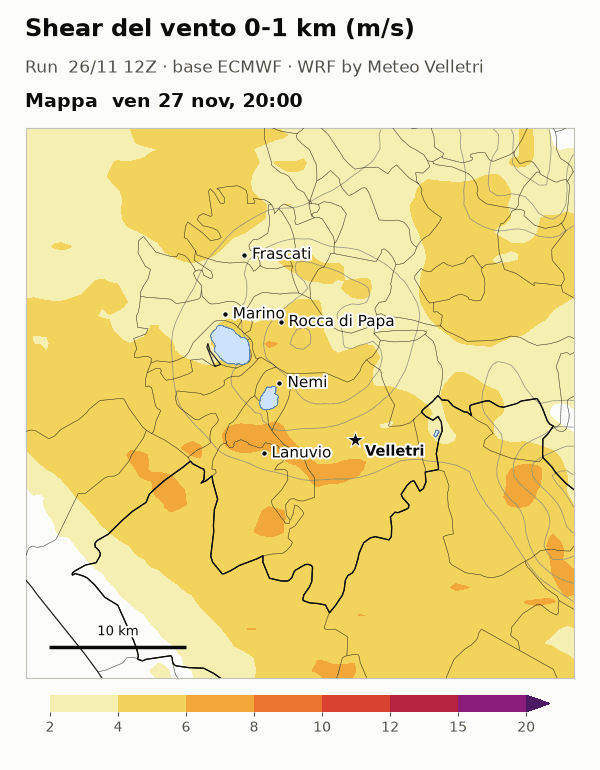 Shear del vento 0-1 km (m/s)
Run  26/11 12Z · base ECMWF · WRF by Meteo Velletri
Mappa  ven 27 nov, 20:00
Frascati
Marino
Rocca di Papa
Nemi
Velletri
Lanuvio
10 km
2 4 6 8 10 12 15 20